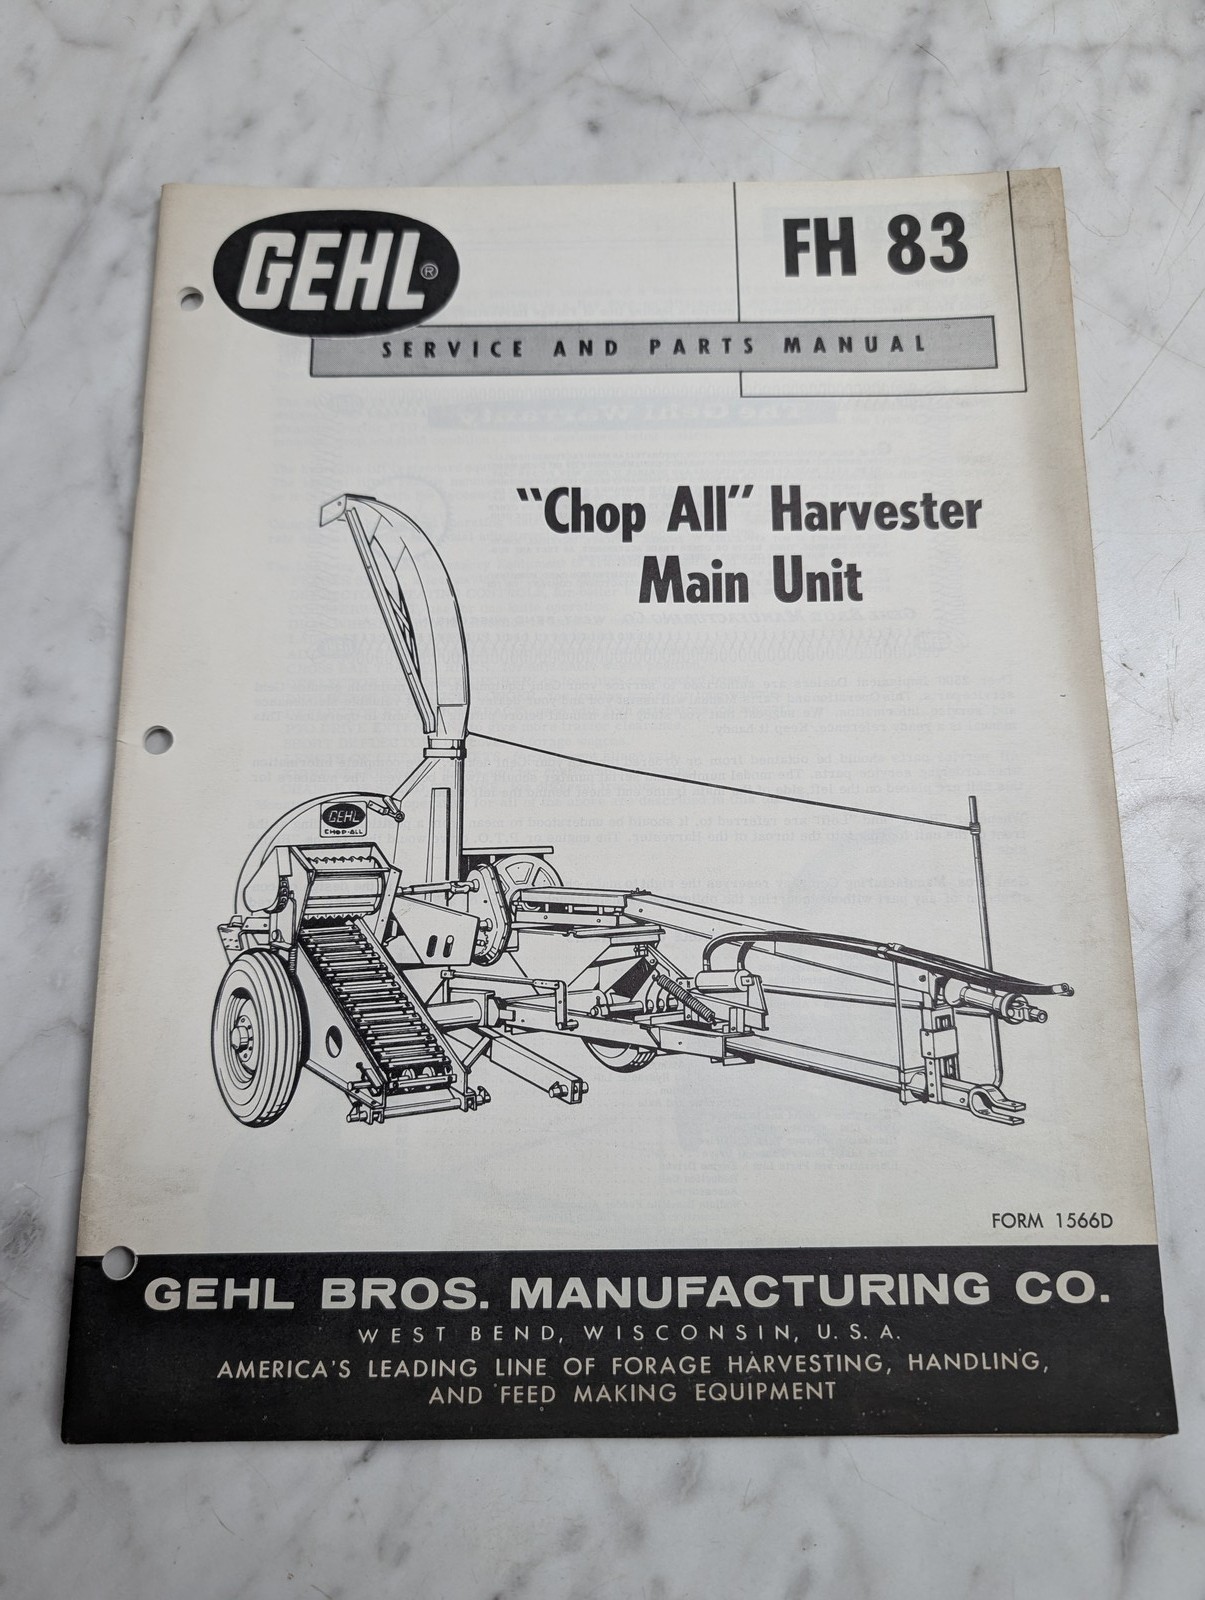 GEHL®
FH 83
SERVICE AND PARTS MANUAL
"Chop All" Harvester
Main Unit
GEHL
CHOP-ALL
FORM 1566D
GEHL BROS. MANUFACTURING CO.
WEST BEND, WISCONSIN, U.S.A.
AMERICA'S LEADING LINE OF FORAGE HARVESTING, HANDLING,
AND FEED MAKING EQUIPMENT